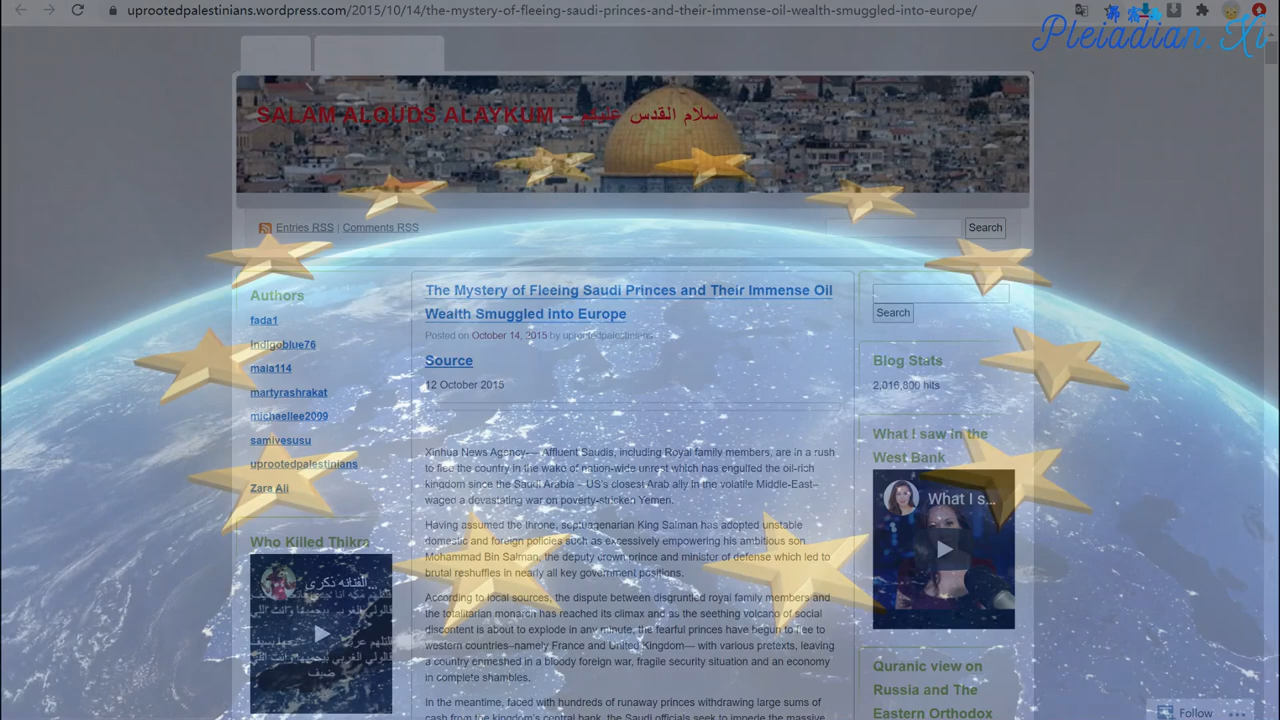 uprootedpalestinians.wordpress.com/2015/10/14/the-mystery-of-fleeing-saudi-princes-and-their-immense-oil-wealth-smuggled-into-europe/
Pleiadian. Xi
SALAM ALQUDS ALAYKUM – سلام القدس عليكم
Entries RSS | Comments RSS
Search
Authors
fada1
Indigoblue76
maia114
martyrashrakat
michaellee2009
samivesusu
uprootedpalestinians
Zara Ali
Who Killed Thikra
الفنانه ذكرى...
The Mystery of Fleeing Saudi Princes and Their Immense Oil
Wealth Smuggled into Europe
Posted on October 14, 2015 by uprootedpalestinians
Source
12 October 2015
Xinhua News Agency-— Affluent Saudis, including Royal family members, are in a rush
to flee the country in the wake of nation-wide unrest which has engulfed the oil-rich
kingdom since the Saudi Arabia – US's closest Arab ally in the volatile Middle-East–
wages a devastating war on poverty-stricken Yemen.
Having assumed the throne, septuagenarian King Salman has adopted unstable
domestic and foreign policies such as excessively empowering his ambitious son
Mohammad Bin Salman, the deputy crown prince and minister of defense which led to
brutal reshuffles in nearly all key government positions.
According to local sources, the dispute between disgruntled royal family members and
the totalitarian monarch has reached its climax and as the seething volcano of social
discontent is about to explode in any minute, the fearful princes have begun to flee to
western countries–namely France and United Kingdom— with various pretexts, leaving
a country enmeshed in a bloody foreign war, fragile security situation and an economy
in complete shambles.
In the meantime, faced with hundreds of runaway princes withdrawing large sums of
cash from the kingdom's central bank, the Saudi officials seek to impede the massive
Search
Blog Stats
2,016,800 hits
What I saw in the
West Bank
What I s...
Quranic view on
Russia and The
Eastern Orthodox
Follow